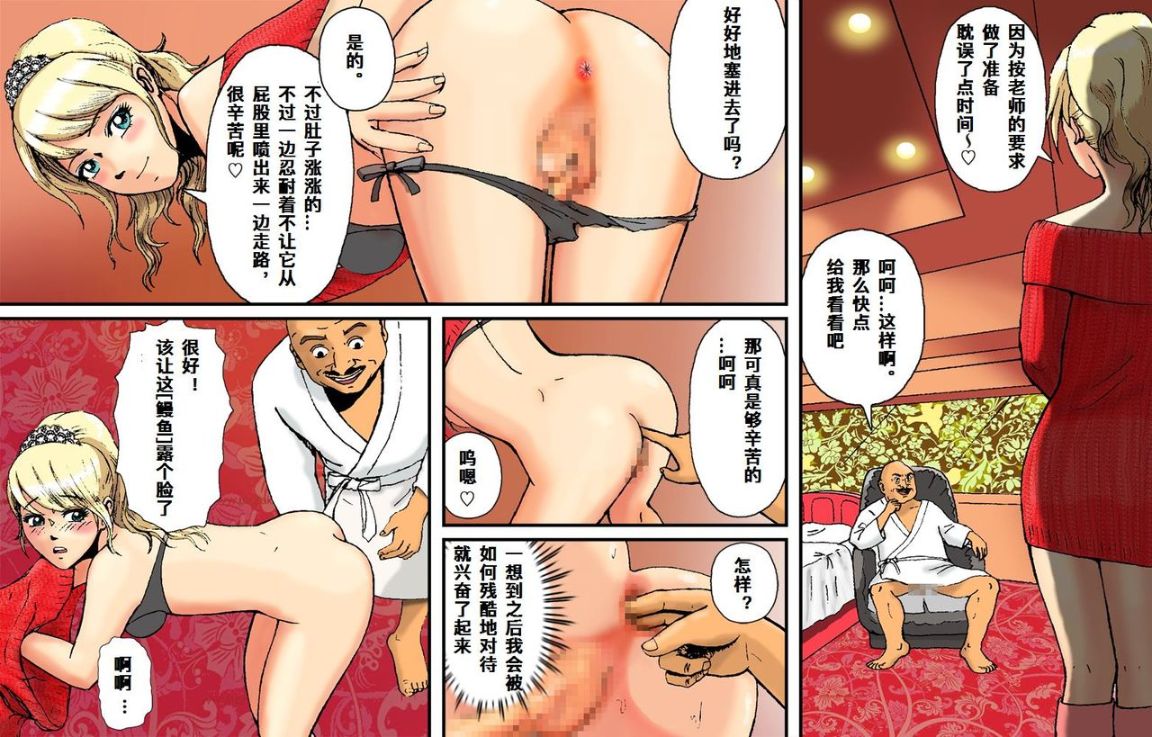 因为按老师的要求
做了准备
耽误了点时间～♡
呵呵…这样啊。
那么快点
给我看看吧
好好地塞进去了吗？
是的。
不过肚子涨涨的…
不过一边忍耐着不让它从
屁股里喷出来一边走路，
很辛苦呢♡
那可真是够辛苦的
…呵呵
呜嗯♡
怎样？
一想到之后我会被
如何残酷地对待
就兴奋了起来
很好！
该让这[鳗鱼]露个脸了
啊啊…